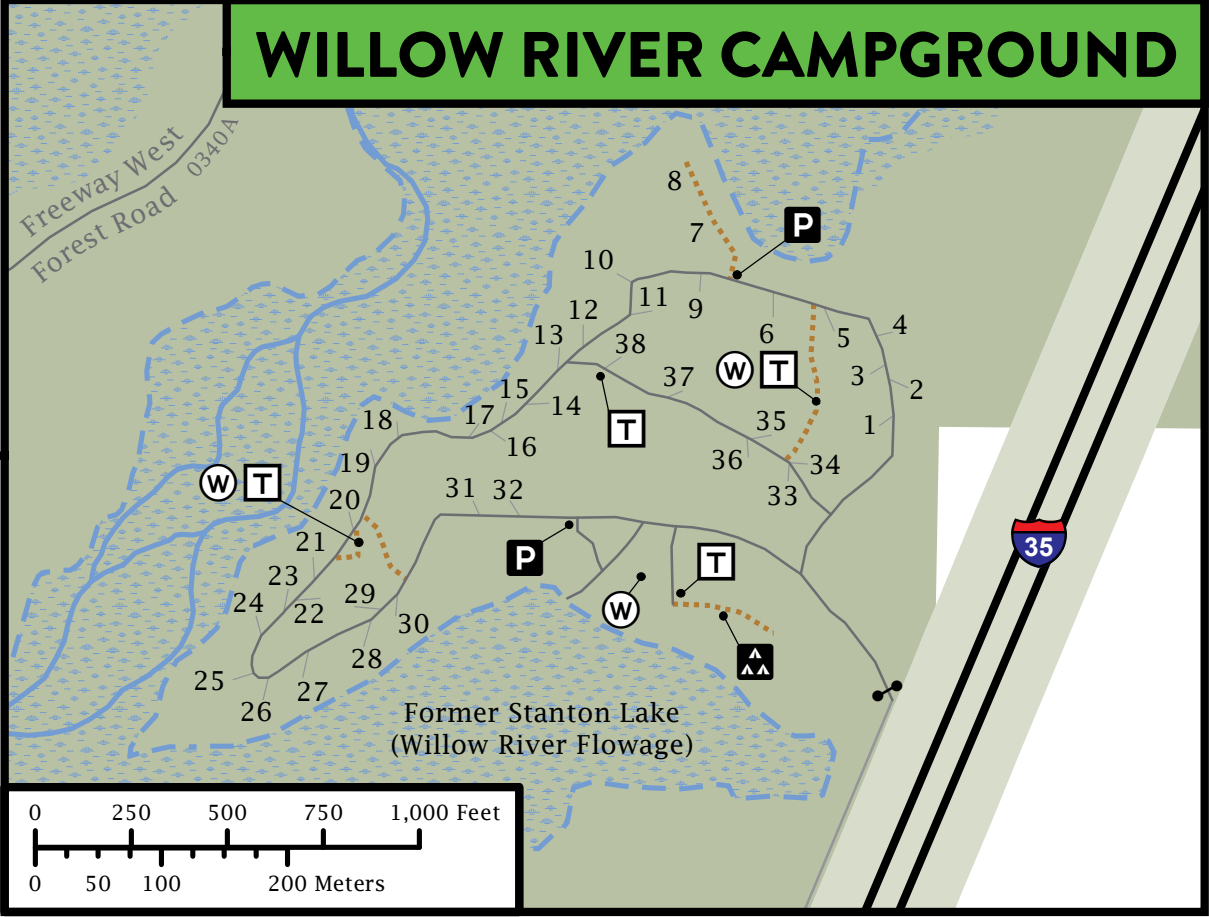 WILLOW RIVER CAMPGROUND
Freeway West
Forest Road 0340A
8
7
P
10
11
9
12
6
5
4
13
38
3
2
W T
37
15
14
1
18
17
35
T
16
36
34
19
33
W T
20
31 32
35
21
P
T
23
29
24
22
W
30
28
25
27
26
Former Stanton Lake
(Willow River Flowage)
0 250 500 750 1,000 Feet
0 50 100 200 Meters